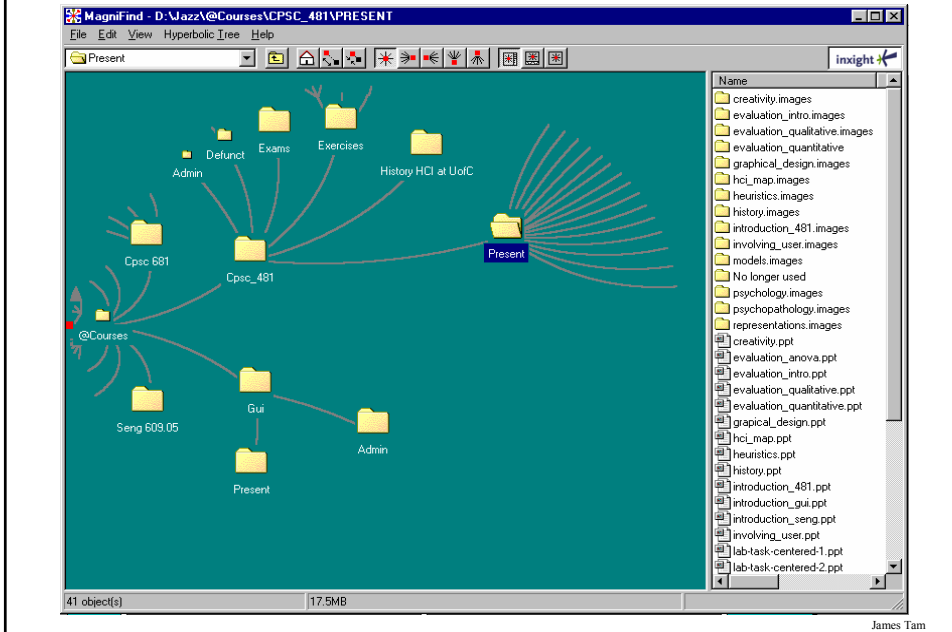 MagniFind - D:\Jazz\@Courses\CPSC_481\PRESENT
File Edit View Hyperbolic Tree Help
Present
inxight
Defunct
Exams
Exercises
Admin
History HCI at UofC
Present
Cpsc 681
Cpsc_481
@Courses
Gui
Seng 609.05
Admin
Present
Name
creativity.images
evaluation_intro.images
evaluation_qualitative.images
evaluation_quantitative
graphical_design.images
hci_map.images
heuristics.images
history.images
introduction_481.images
involving_user.images
models.images
No longer used
psychology.images
psychopathology.images
representations.images
creativity.ppt
evaluation_anova.ppt
evaluation_intro.ppt
evaluation_qualitative.ppt
evaluation_quantitative.ppt
grapical_design.ppt
hci_map.ppt
heuristics.ppt
history.ppt
introduction_481.ppt
introduction_gui.ppt
introduction_seng.ppt
involving_user.ppt
lab-task-centered-1.ppt
lab-task-centered-2.ppt
41 object(s)
17.5MB
James Tam